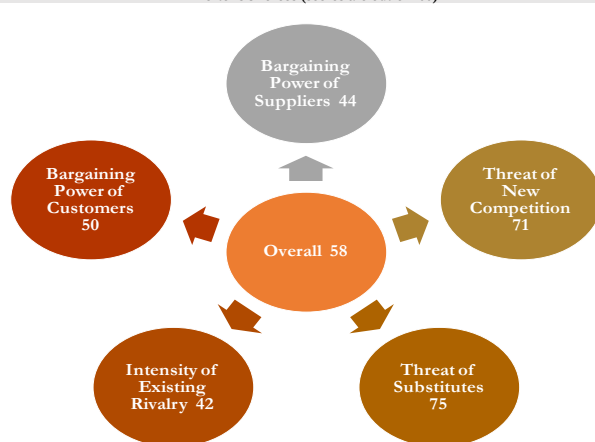 Bargaining
Power of
Suppliers 44
Bargaining
Power of
Customers
50
Threat of
New
Competition
71
Overall 58
Intensity of
Existing
Rivalry 42
Threat of
Substitutes
75